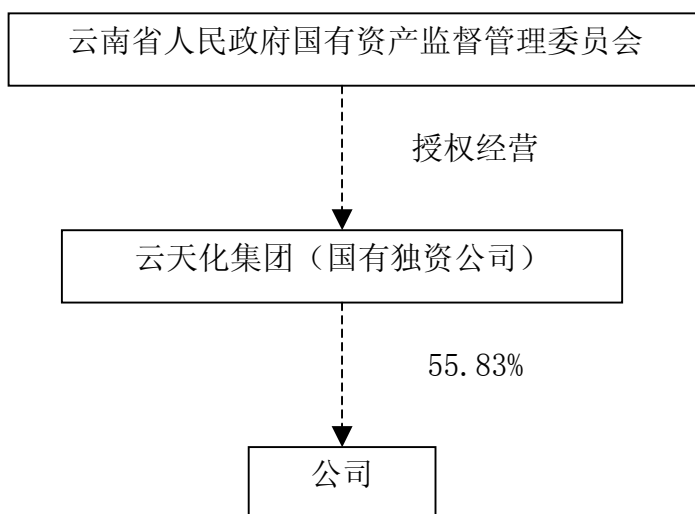 云南省人民政府国有资产监督管理委员会
授权经营
云天化集团（国有独资公司）
55.83%
公司